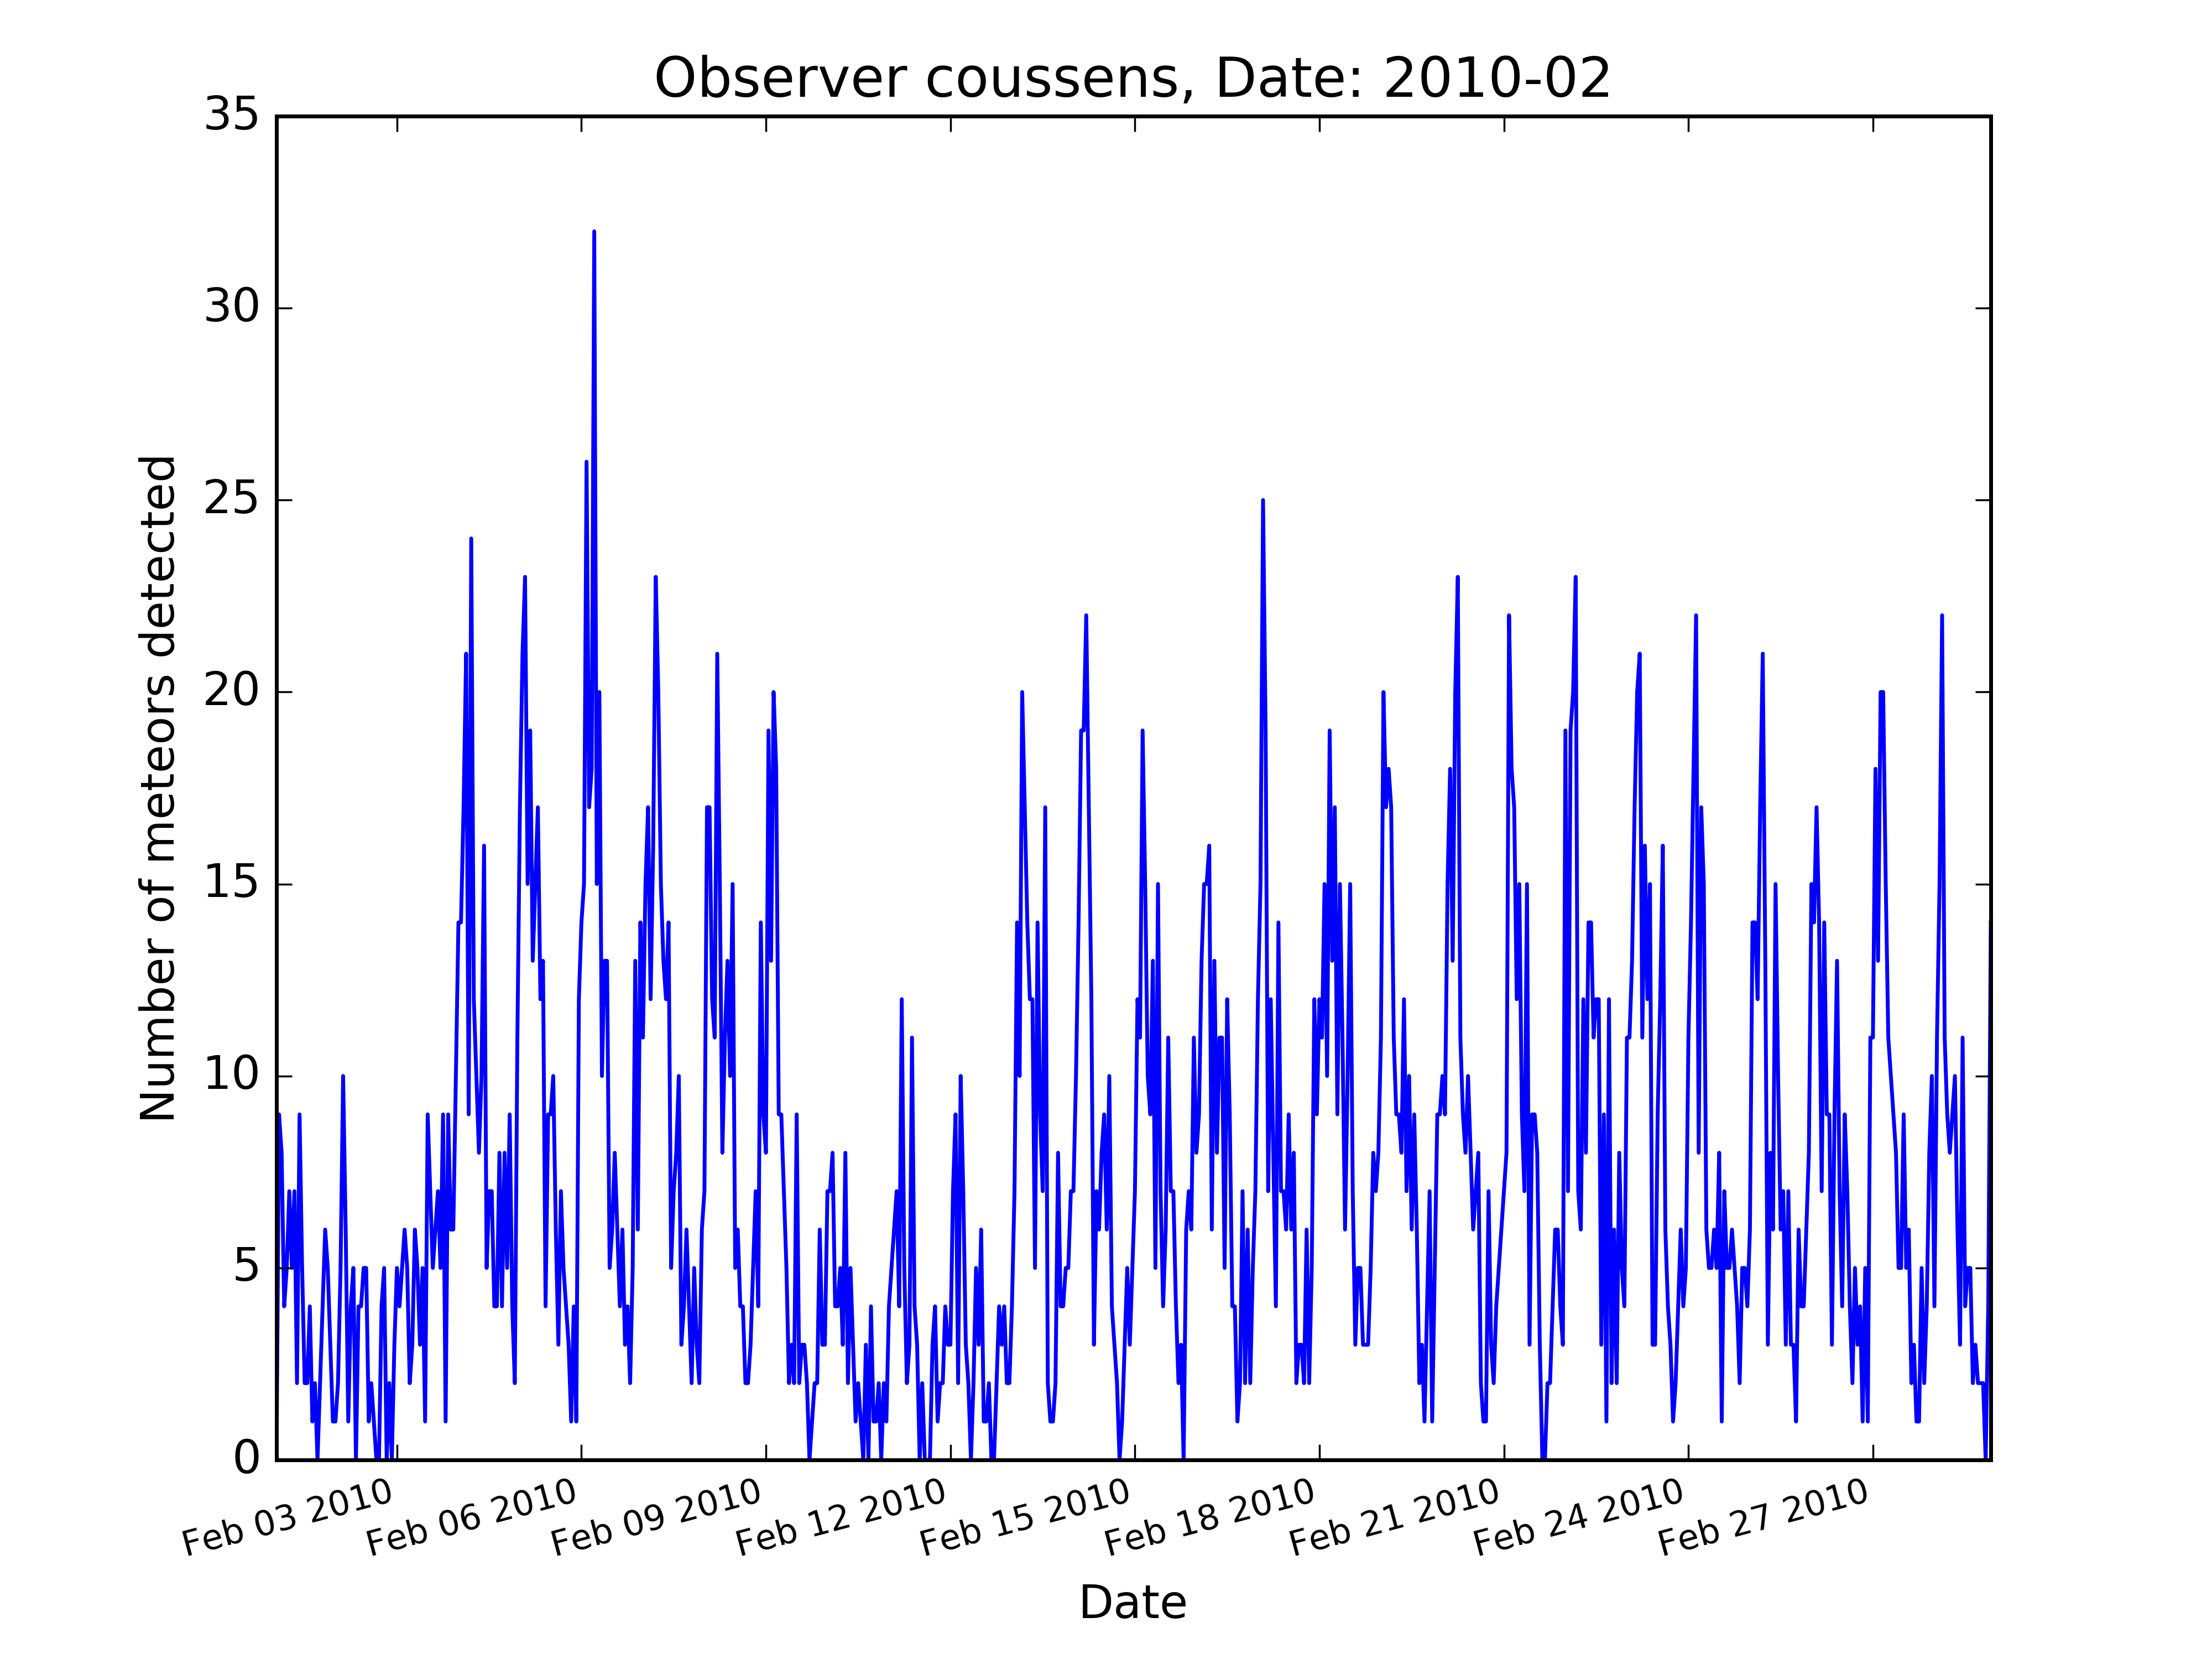 Observer coussens, Date: 2010-02
35
30
25
20
15
10
5
0
Number of meteors detected
Feb 03 2010
Feb 06 2010
Feb 09 2010
Feb 12 2010
Feb 15 2010
Feb 18 2010
Feb 21 2010
Feb 24 2010
Feb 27 2010
Date